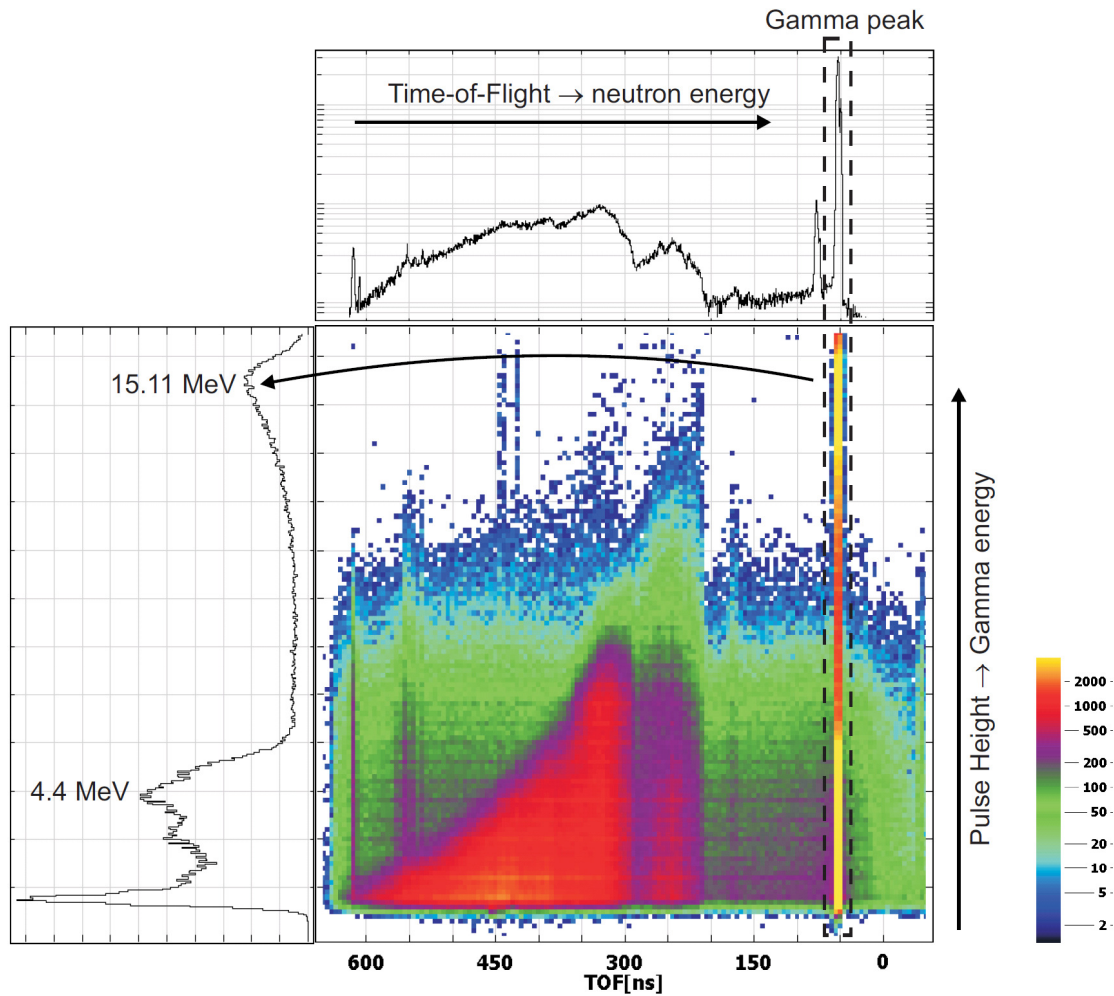 Gamma peak
Time-of-Flight → neutron energy
15.11 MeV
4.4 MeV
Pulse Height → Gamma energy
2000
1000
500
200
100
50
20
10
5
2
600 450 300 150 0
TOF[ns]